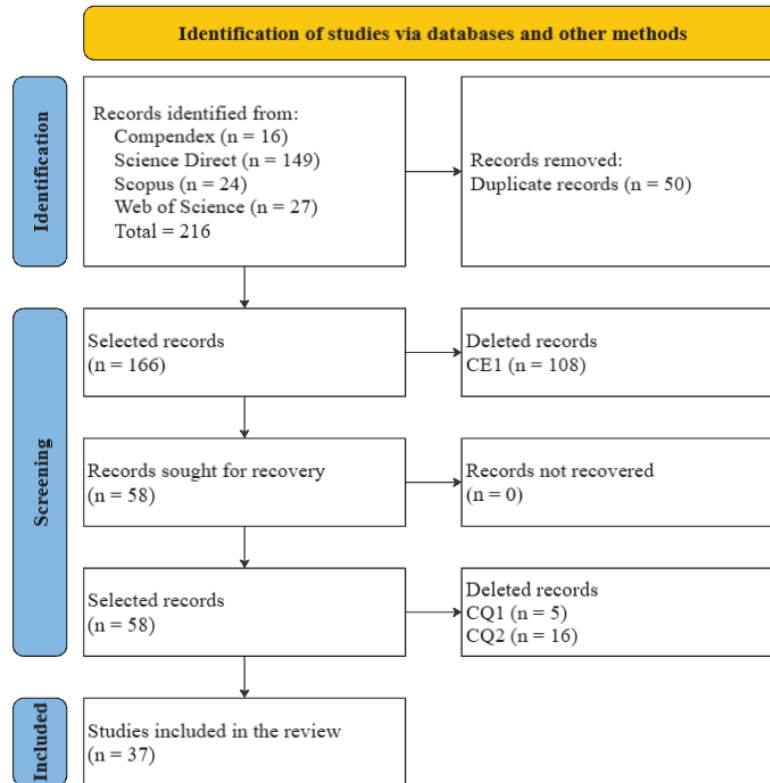 Identification of studies via databases and other methods
Identification
Records identified from:
Compendex (n = 16)
Science Direct (n = 149)
Scopus (n = 24)
Web of Science (n = 27)
Total = 216
Records removed:
Duplicate records (n = 50)
Screening
Selected records
(n = 166)
Deleted records
CE1 (n = 108)
Records sought for recovery
(n = 58)
Records not recovered
(n = 0)
Selected records
(n = 58)
Deleted records
CQ1 (n = 5)
CQ2 (n = 16)
Included
Studies included in the review
(n = 37)